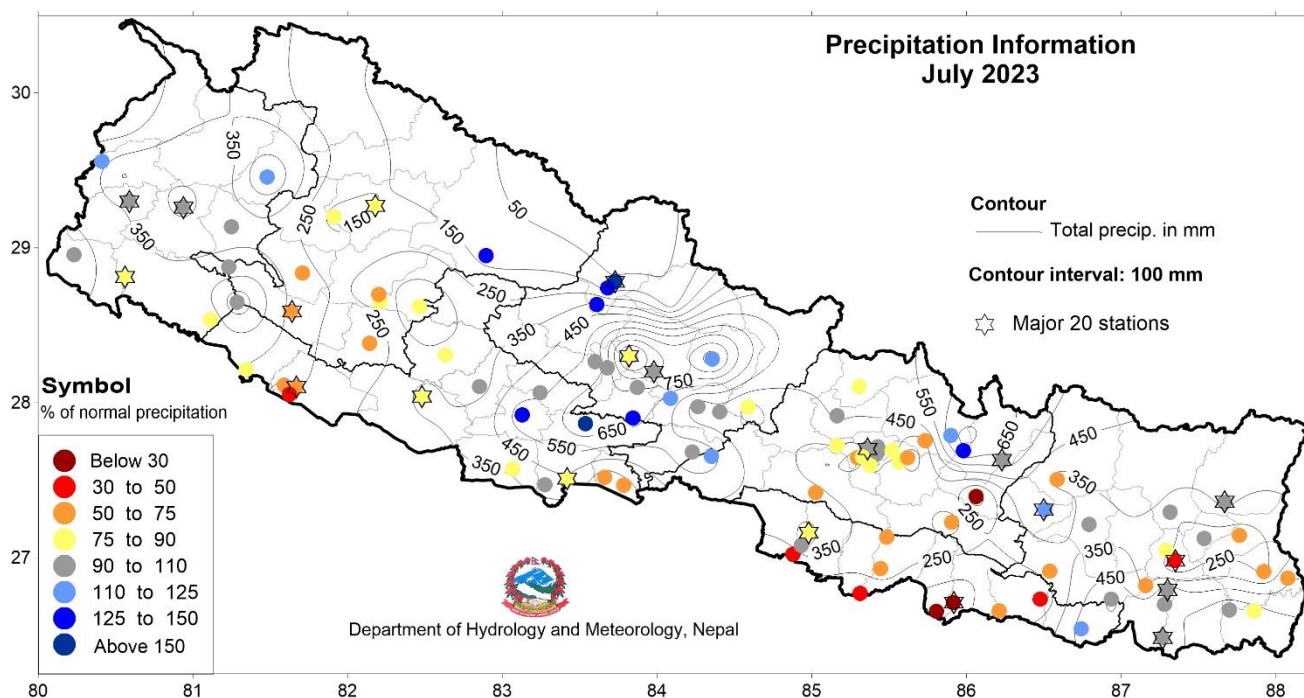 Precipitation Information
July 2023
Contour
Total precip. in mm
Contour interval: 100 mm
Major 20 stations
Symbol
% of normal precipitation
Below 30
30 to 50
50 to 75
75 to 90
90 to 110
110 to 125
125 to 150
Above 150
Department of Hydrology and Meteorology, Nepal
30
29
28
27
80
81
82
83
84
85
86
87
88
350
350
250
150
50
150
250
250
350
450
750
650
550
450
350
550
650
450
450
350
250
350
250
450
350
450
250